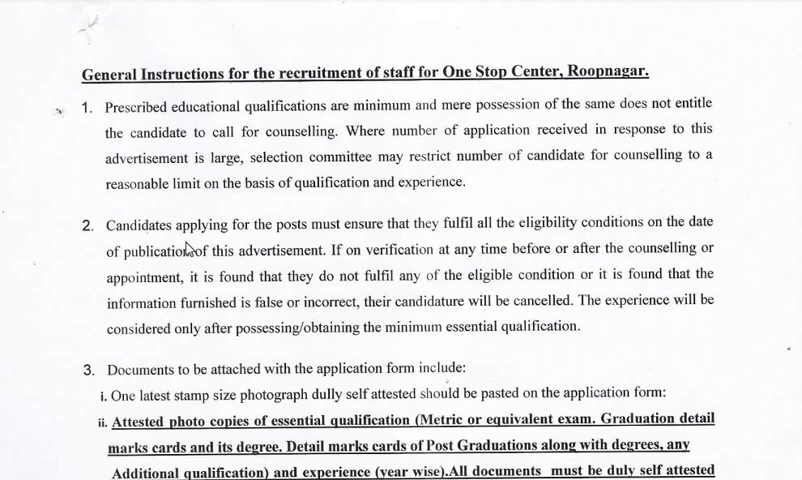 General Instructions for the recruitment of staff for One Stop Center, Roopnagar.
1. Prescribed educational qualifications are minimum and mere possession of the same does not entitle
the candidate to call for counselling. Where number of application received in response to this
advertisement is large, selection committee may restrict number of candidate for counselling to a
reasonable limit on the basis of qualification and experience.
2. Candidates applying for the posts must ensure that they fulfil all the eligibility conditions on the date
of publication of this advertisement. If on verification at any time before or after the counselling or
appointment, it is found that they do not fulfil any of the eligible condition or it is found that the
information furnished is false or incorrect, their candidature will be cancelled. The experience will be
considered only after possessing/obtaining the minimum essential qualification.
3. Documents to be attached with the application form include:
i. One latest stamp size photograph dully self attested should be pasted on the application form:
ii. Attested photo copies of essential qualification (Metric or equivalent exam. Graduation detail
marks cards and its degree. Detail marks cards of Post Graduations along with degrees, any
Additional qualification) and experience (year wise).All documents must be duly self attested